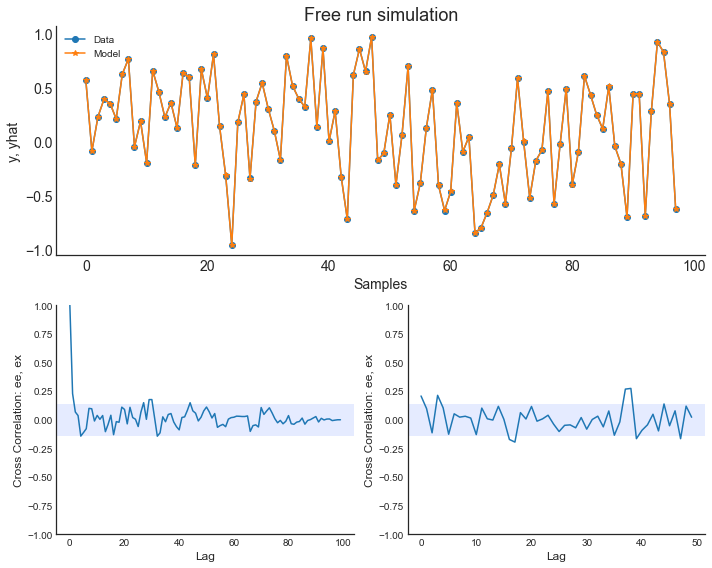 Free run simulation
Data
Model
y, yhat
1.0
0.5
0.0
−0.5
−1.0
0 20 40 60 80 100
Samples
Cross Correlation: ee, ex
1.00
0.75
0.50
0.25
0.00
−0.25
−0.50
−0.75
−1.00
0 20 40 60 80 100
Lag
Cross Correlation: ee, ex
1.00
0.75
0.50
0.25
0.00
−0.25
−0.50
−0.75
−1.00
0 10 20 30 40 50
Lag